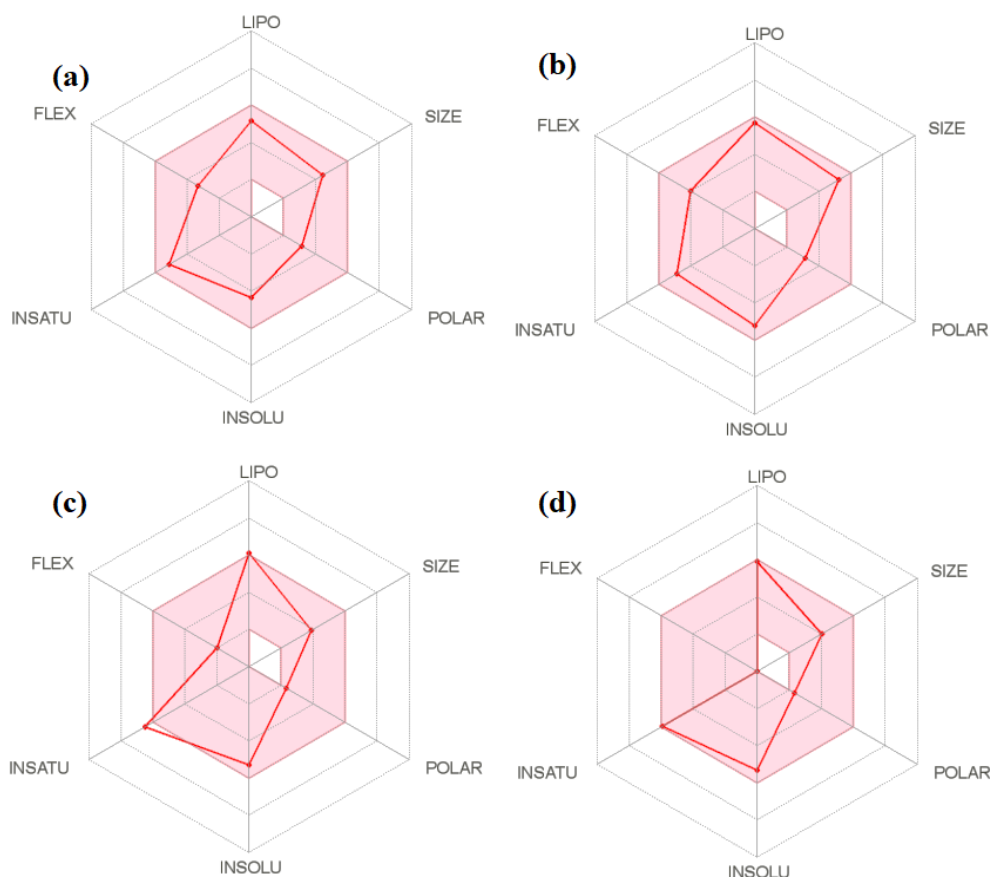 (a)
LIPO
FLEX
SIZE
INSATU
POLAR
INSOLU
(b)
LIPO
FLEX
SIZE
INSATU
POLAR
INSOLU
(c)
LIPO
FLEX
SIZE
INSATU
POLAR
INSOLU
(d)
LIPO
FLEX
SIZE
INSATU
POLAR
INSOLU